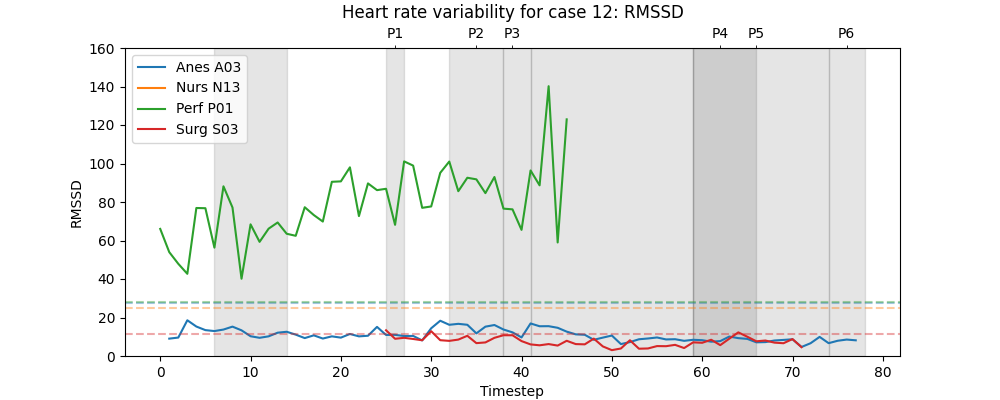 Heart rate variability for case 12: RMSSD
P1 P2 P3 P4 P5 P6
160
140
120
100
80
60
40
20
0
RMSSD
Anes A03
Nurs N13
Perf P01
Surg S03
0 10 20 30 40 50 60 70 80
Timestep